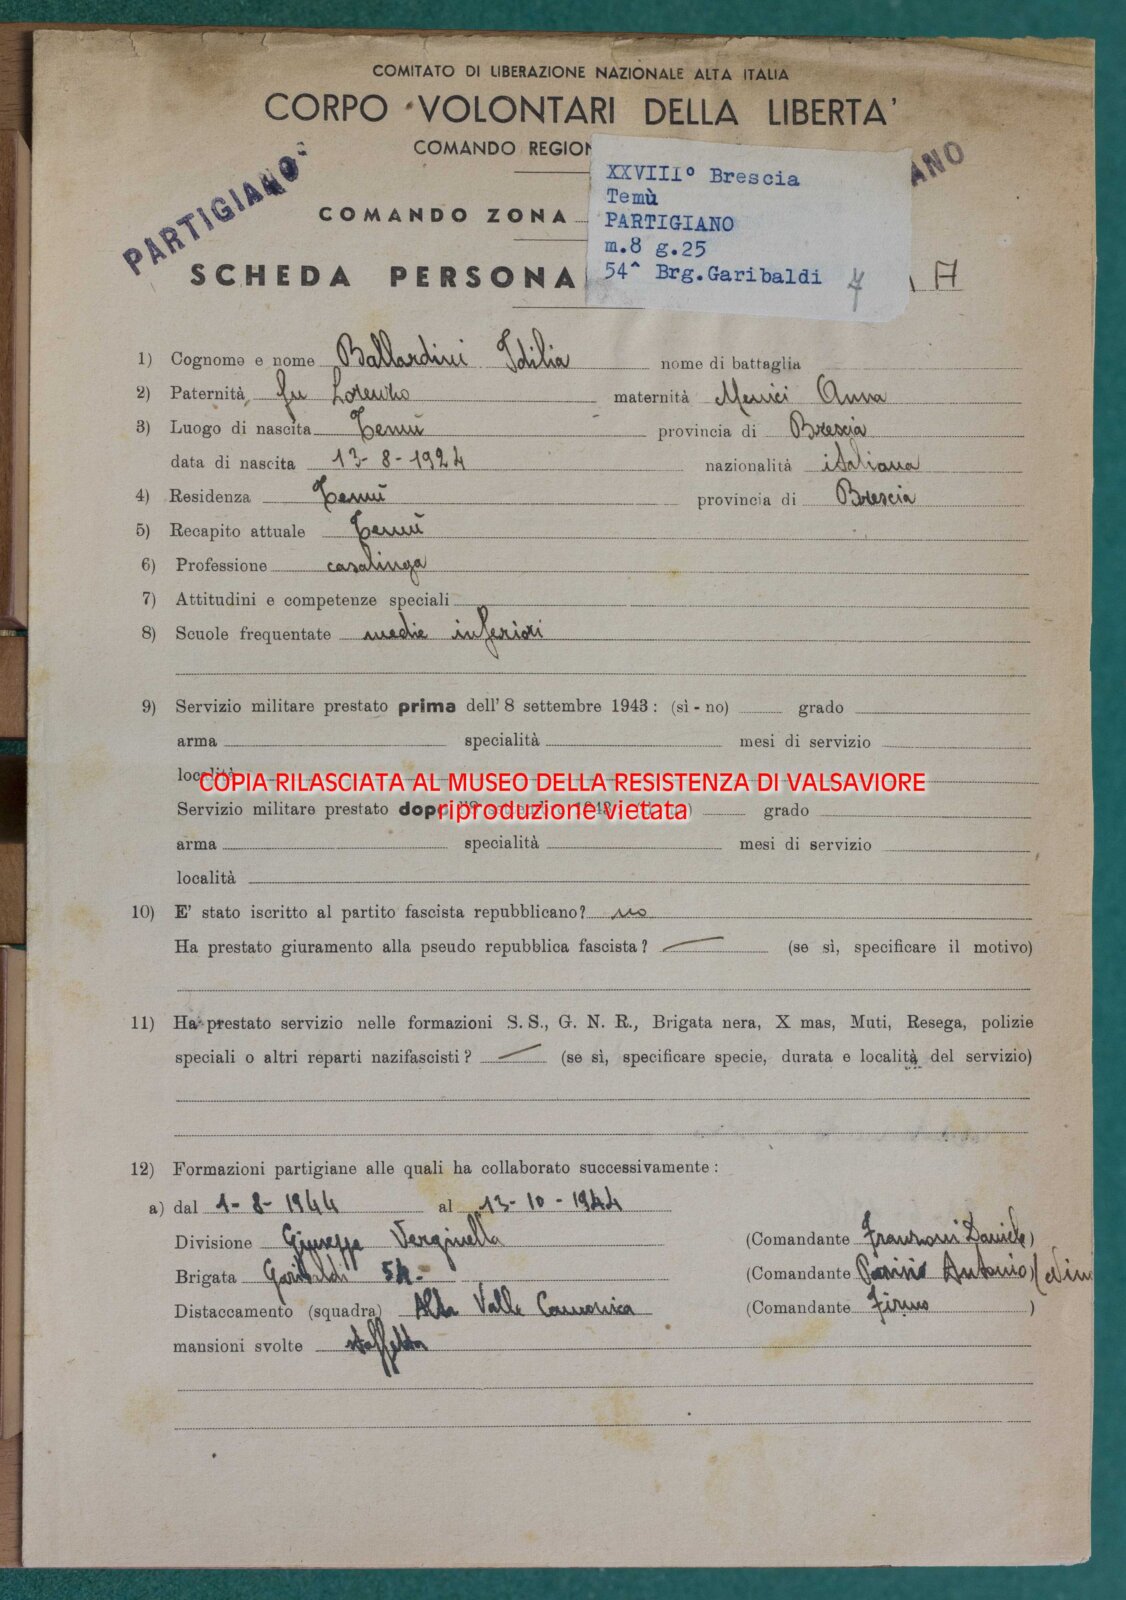 COMITATO DI LIBERAZIONE NAZIONALE ALTA ITALIA
CORPO VOLONTARI DELLA LIBERTA'
COMANDO REGION
PARTIGIANO
ANO
XXVIII° Brescia
Temù
PARTIGIANO
m.8 g.25
54^ Brg.Garibaldi 7
COMANDO ZONA
SCHEDA PERSONA A
1) Cognome e nome Ballardini Idilia nome di battaglia
2) Paternità fu Lorenzo maternità Menici Anna
3) Luogo di nascita Temù provincia di Brescia
data di nascita 13-8-1924 nazionalità italiana
4) Residenza Temù provincia di Brescia
5) Recapito attuale Temù
6) Professione casalinga
7) Attitudini e competenze speciali
8) Scuole frequentate medie inferiori
9) Servizio militare prestato prima dell'8 settembre 1943: (sì - no) grado
arma specialità mesi di servizio
località
COPIA RILASCIATA AL MUSEO DELLA RESISTENZA DI VALSAVIORE
riproduzione vietata
Servizio militare prestato dopo grado
arma specialità mesi di servizio
località
10) E' stato iscritto al partito fascista repubblicano? no
Ha prestato giuramento alla pseudo repubblica fascista? — (se sì, specificare il motivo)
11) Ha prestato servizio nelle formazioni S. S., G. N. R., Brigata nera, X mas, Muti, Resega, polizie
speciali o altri reparti nazifascisti? — (se sì, specificare specie, durata e località del servizio)
12) Formazioni partigiane alle quali ha collaborato successivamente:
a) dal 1-8-1944 al 13-10-1944
Divisione Giuseppe Verginella (Comandante Franzoni Daniele)
Brigata Garibaldi 54- (Comandante Antonio) (Nin
Distaccamento (squadra) Alta Valle Camonica (Comandante Firmo )
mansioni svolte staffetta